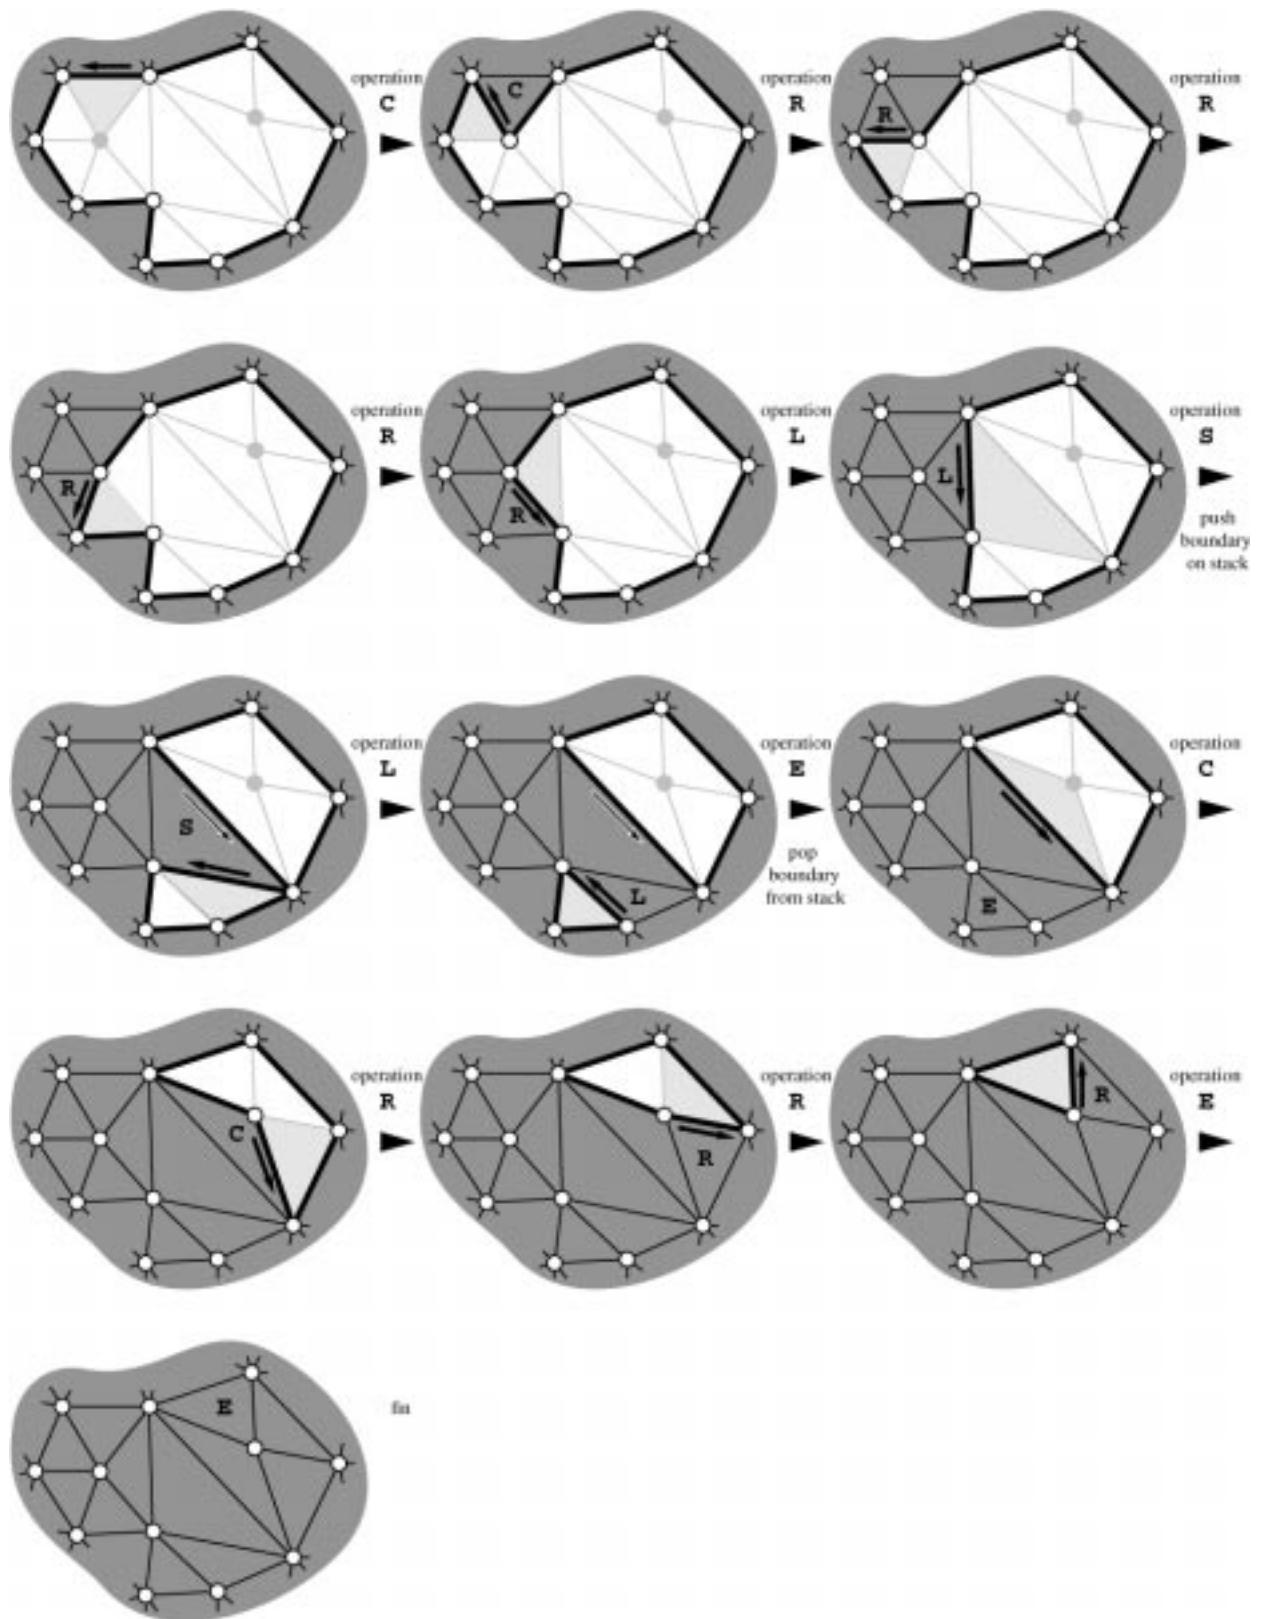 operation
C
C
operation
R
R
operation
R
R
operation
R
R
operation
L
L
operation
S
push
boundary
on stack
S
operation
L
L
operation
E
pop
boundary
from stack
E
operation
C
C
operation
R
R
operation
R
R
operation
E
E
fin